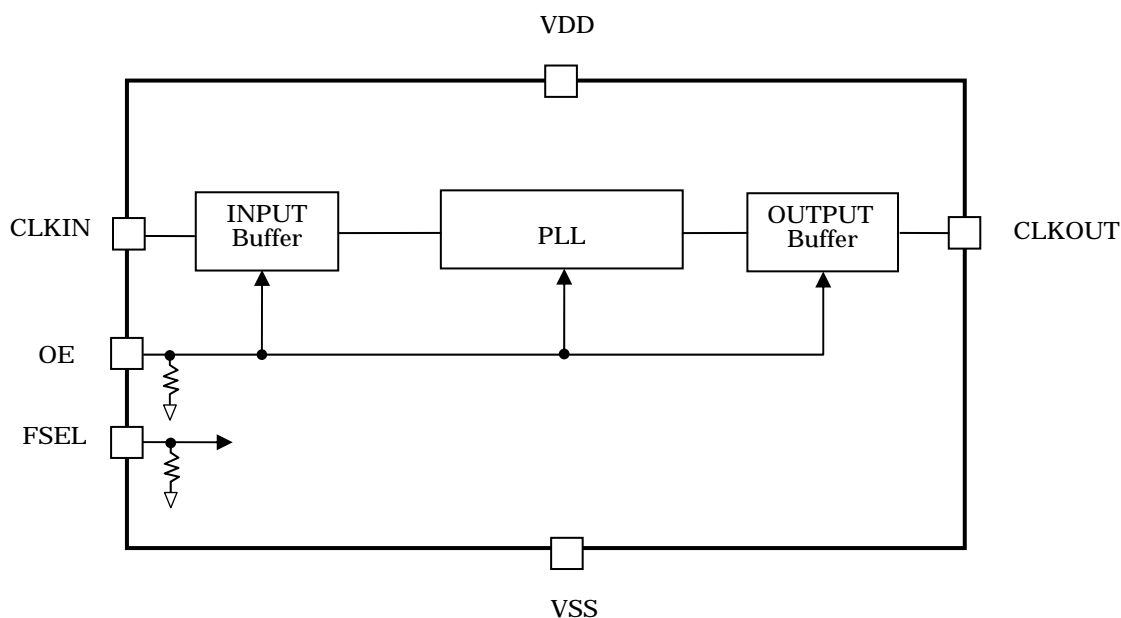 VDD
CLKIN
INPUT
Buffer
PLL
OUTPUT
Buffer
CLKOUT
OE
FSEL
VSS